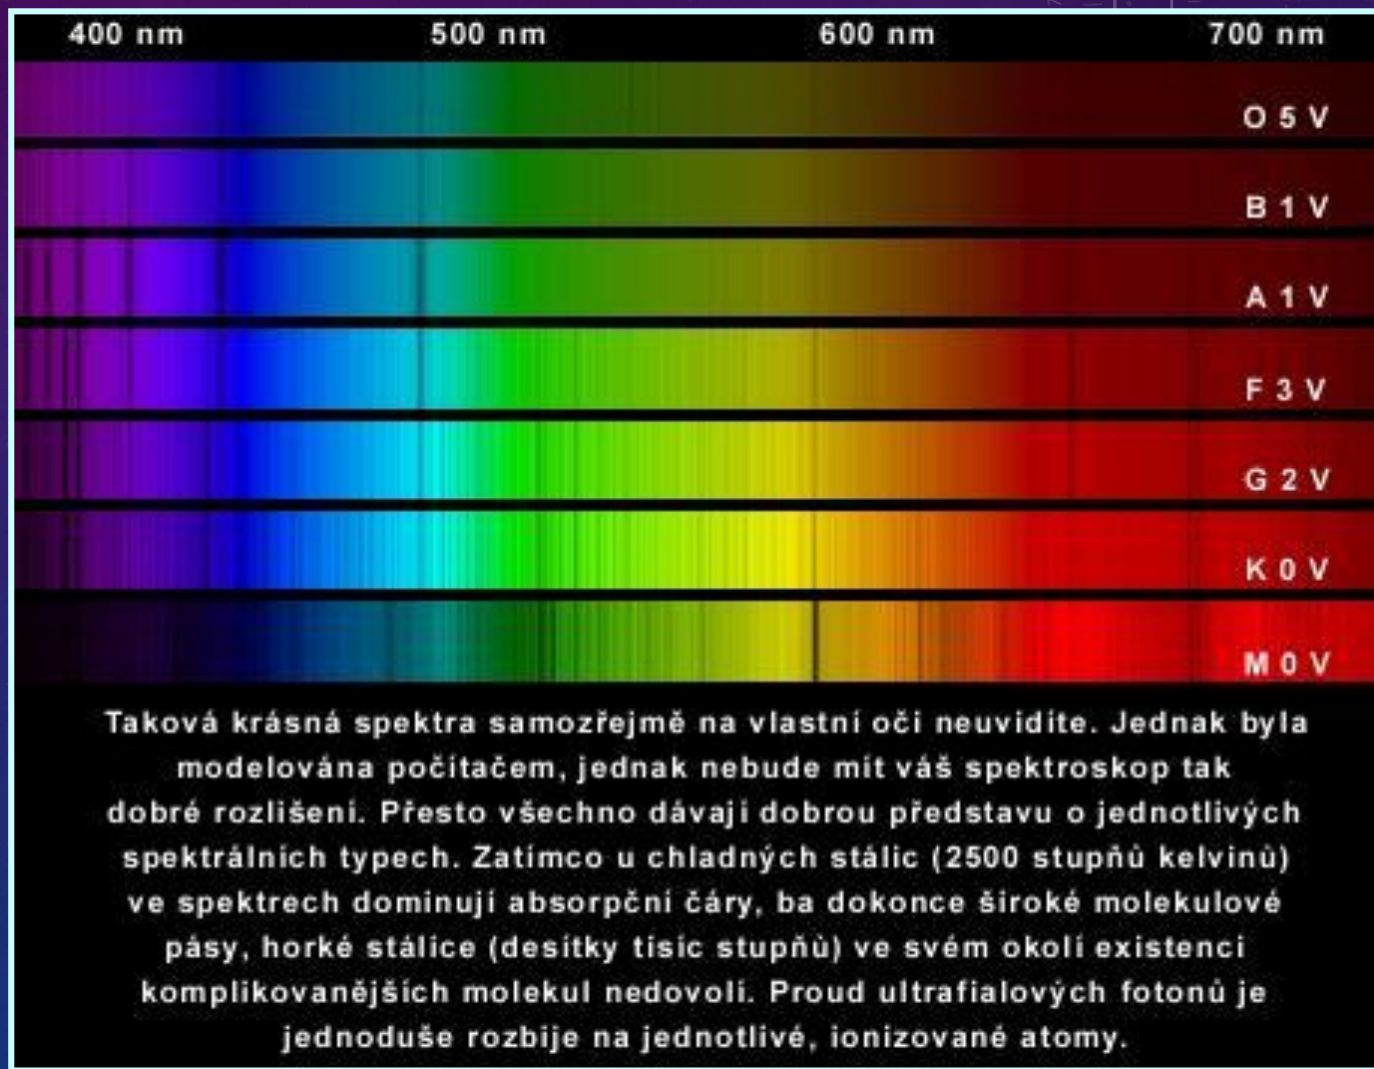 400 nm 500 nm 600 nm 700 nm
O 5 V
B 1 V
A 1 V
F 3 V
G 2 V
K 0 V
M 0 V
Taková krásná spektra samozřejmě na vlastní oči neuvidíte. Jednak byla
modelována počítačem, jednak nebude mít váš spektroskop tak
dobré rozlišení. Přesto všechno dávají dobrou představu o jednotlivých
spektrálních typech. Zatímco u chladných stálic (2500 stupňů kelvinů)
ve spektrech dominují absorpční čáry, ba dokonce široké molekulové
pásy, horké stálice (desítky tisíc stupňů) ve svém okolí existenci
komplikovanějších molekul nedovolí. Proud ultrafialových fotonů je
jednoduše rozbije na jednotlivé, ionizované atomy.